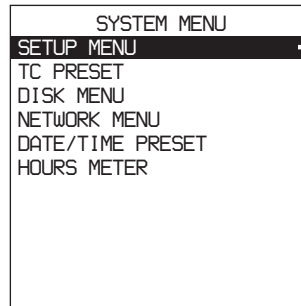 SYSTEM MENU
SETUP MENU
TC PRESET
DISK MENU
NETWORK MENU
DATE/TIME PRESET
HOURS METER